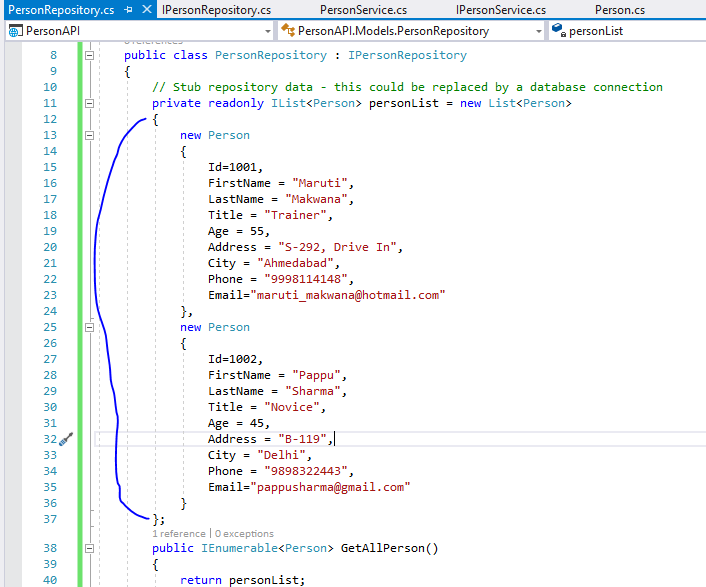 PersonRepository.cs IPersonRepository.cs PersonService.cs IPersonService.cs Person.cs
PersonAPI PersonAPI.Models.PersonRepository personList
8 public class PersonRepository : IPersonRepository
9 {
10 // Stub repository data - this could be replaced by a database connection
11 private readonly IList<Person> personList = new List<Person>
12 {
13 new Person
14 {
15 Id=1001,
16 FirstName = "Maruti",
17 LastName = "Makwana",
18 Title = "Trainer",
19 Age = 55,
20 Address = "S-292, Drive In",
21 City = "Ahmedabad",
22 Phone = "9998114148",
23 Email="maruti_makwana@hotmail.com"
24 },
25 new Person
26 {
27 Id=1002,
28 FirstName = "Pappu",
29 LastName = "Sharma",
30 Title = "Novice",
31 Age = 45,
32 Address = "B-119",
33 City = "Delhi",
34 Phone = "9898322443",
35 Email="pappusharma@gmail.com"
36 }
37 };
1 reference | 0 exceptions
38 public IEnumerable<Person> GetAllPerson()
39 {
40 return personList;